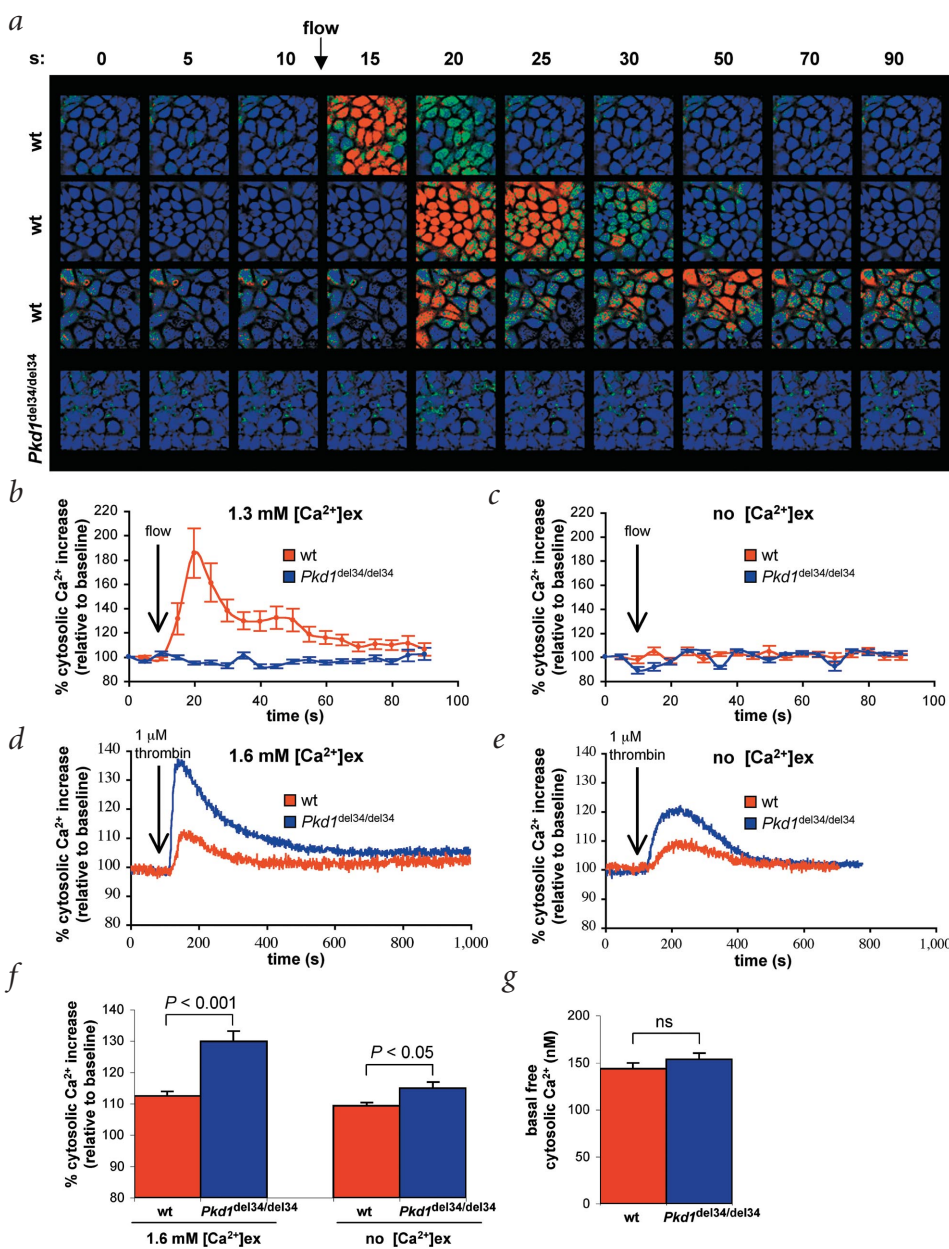 a
flow
s: 0 5 10 15 20 25 30 50 70 90
wt
wt
wt
Pkd1del34/del34
b
1.3 mM [Ca2+]ex
% cytosolic Ca2+ increase
(relative to baseline)
220
200
180
160
140
120
100
80
flow
wt
Pkd1del34/del34
0 20 40 60 80 100
time (s)
c
no [Ca2+]ex
% cytosolic Ca2+ increase
(relative to baseline)
220
200
180
160
140
120
100
80
flow
wt
Pkd1del34/del34
0 20 40 60 80 100
time (s)
d
1 µM
thrombin
1.6 mM [Ca2+]ex
% cytosolic Ca2+ increase
(relative to baseline)
140
130
120
110
100
90
80
wt
Pkd1del34/del34
0 200 400 600 800 1,000
time (s)
e
1 µM
thrombin
no [Ca2+]ex
% cytosolic Ca2+ increase
(relative to baseline)
140
120
110
100
90
80
wt
Pkd1del34/del34
0 200 400 600 800 1,000
time (s)
f
% cytosolic Ca2+ increase
(relative to baseline)
140
130
120
110
100
90
80
P < 0.001
P < 0.05
wt Pkd1del34/del34 wt Pkd1del34/del34
1.6 mM [Ca2+]ex no [Ca2+]ex
g
basal free
cytosolic Ca2+ (nM)
200
150
100
50
0
ns
wt Pkd1del34/del34